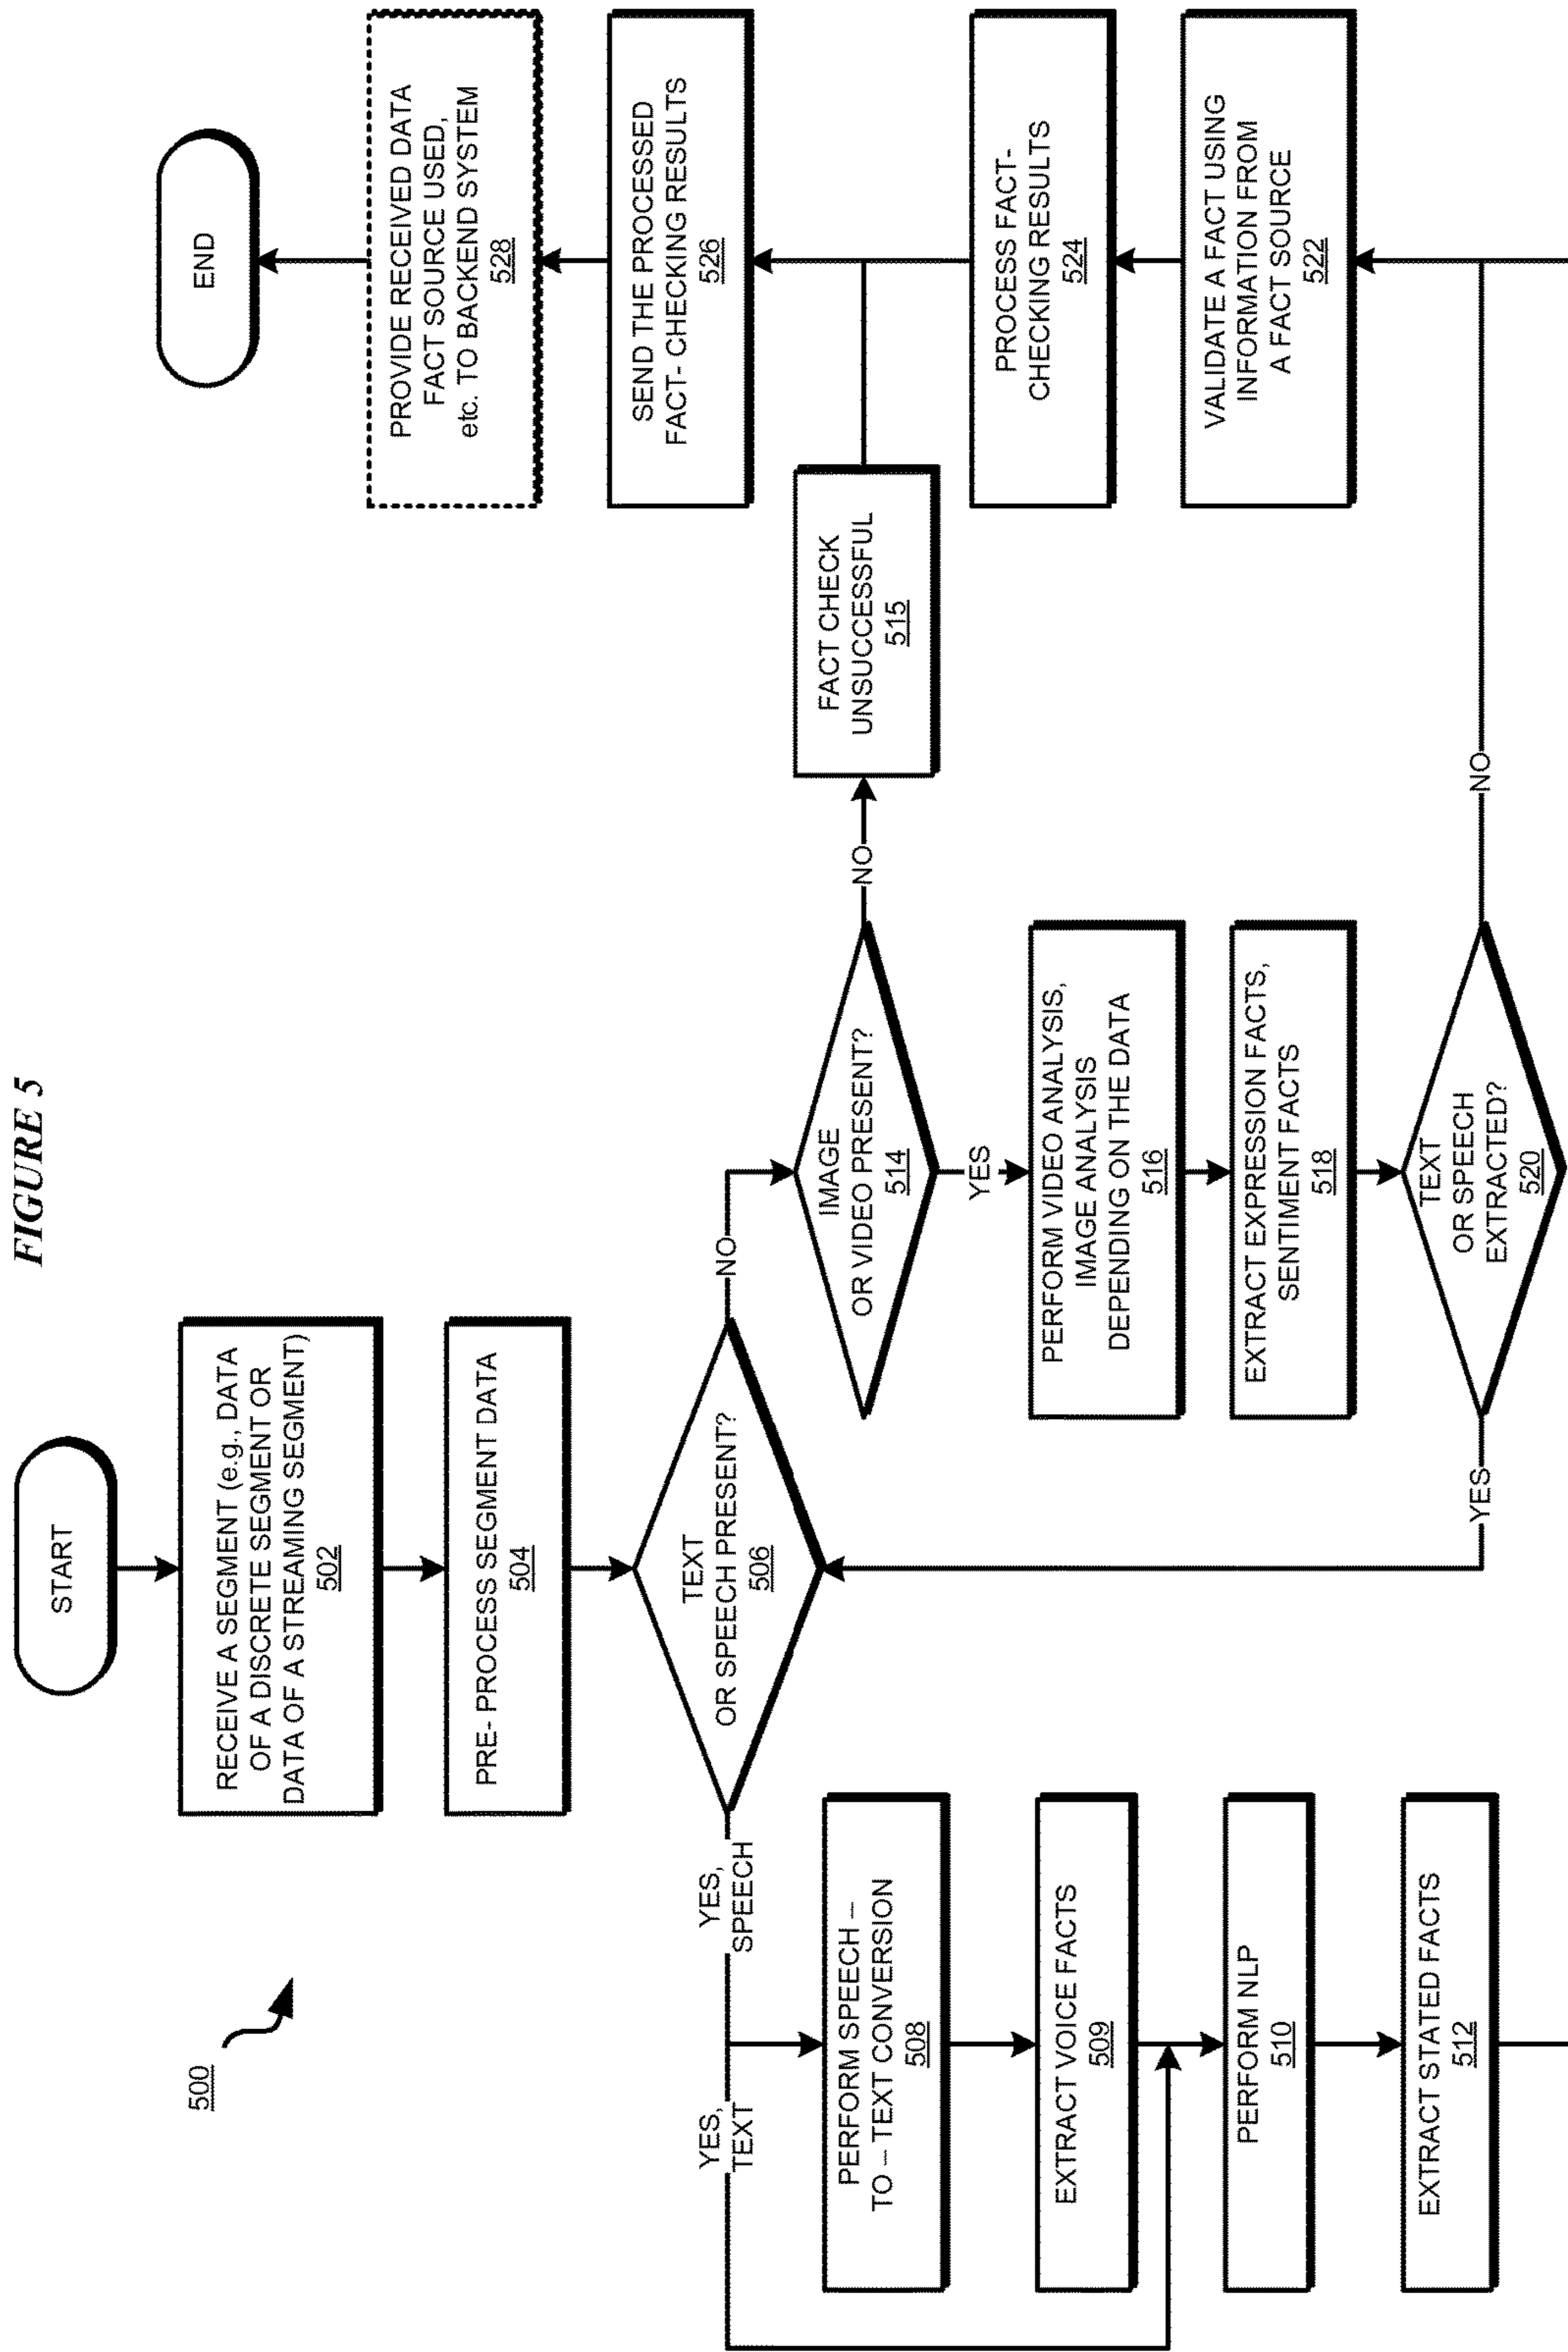 FIGURE 5
500
START
RECEIVE A SEGMENT (e.g., DATA
OF A DISCRETE SEGMENT OR
DATA OF A STREAMING SEGMENT)
502
PRE- PROCESS SEGMENT DATA
504
TEXT
OR SPEECH PRESENT?
506
YES,
TEXT
YES,
SPEECH
NO
PERFORM SPEECH –
TO – TEXT CONVERSION
508
EXTRACT VOICE FACTS
509
PERFORM NLP
510
EXTRACT STATED FACTS
512
IMAGE
OR VIDEO PRESENT?
514
NO
YES
FACT CHECK
UNSUCCESSFUL
515
PERFORM VIDEO ANALYSIS,
IMAGE ANALYSIS
DEPENDING ON THE DATA
516
EXTRACT EXPRESSION FACTS,
SENTIMENT FACTS
518
TEXT
OR SPEECH
EXTRACTED?
520
YES
NO
VALIDATE A FACT USING
INFORMATION FROM
A FACT SOURCE
522
PROCESS FACT-
CHECKING RESULTS
524
SEND THE PROCESSED
FACT- CHECKING RESULTS
526
PROVIDE RECEIVED DATA
FACT SOURCE USED,
etc. TO BACKEND SYSTEM
528
END